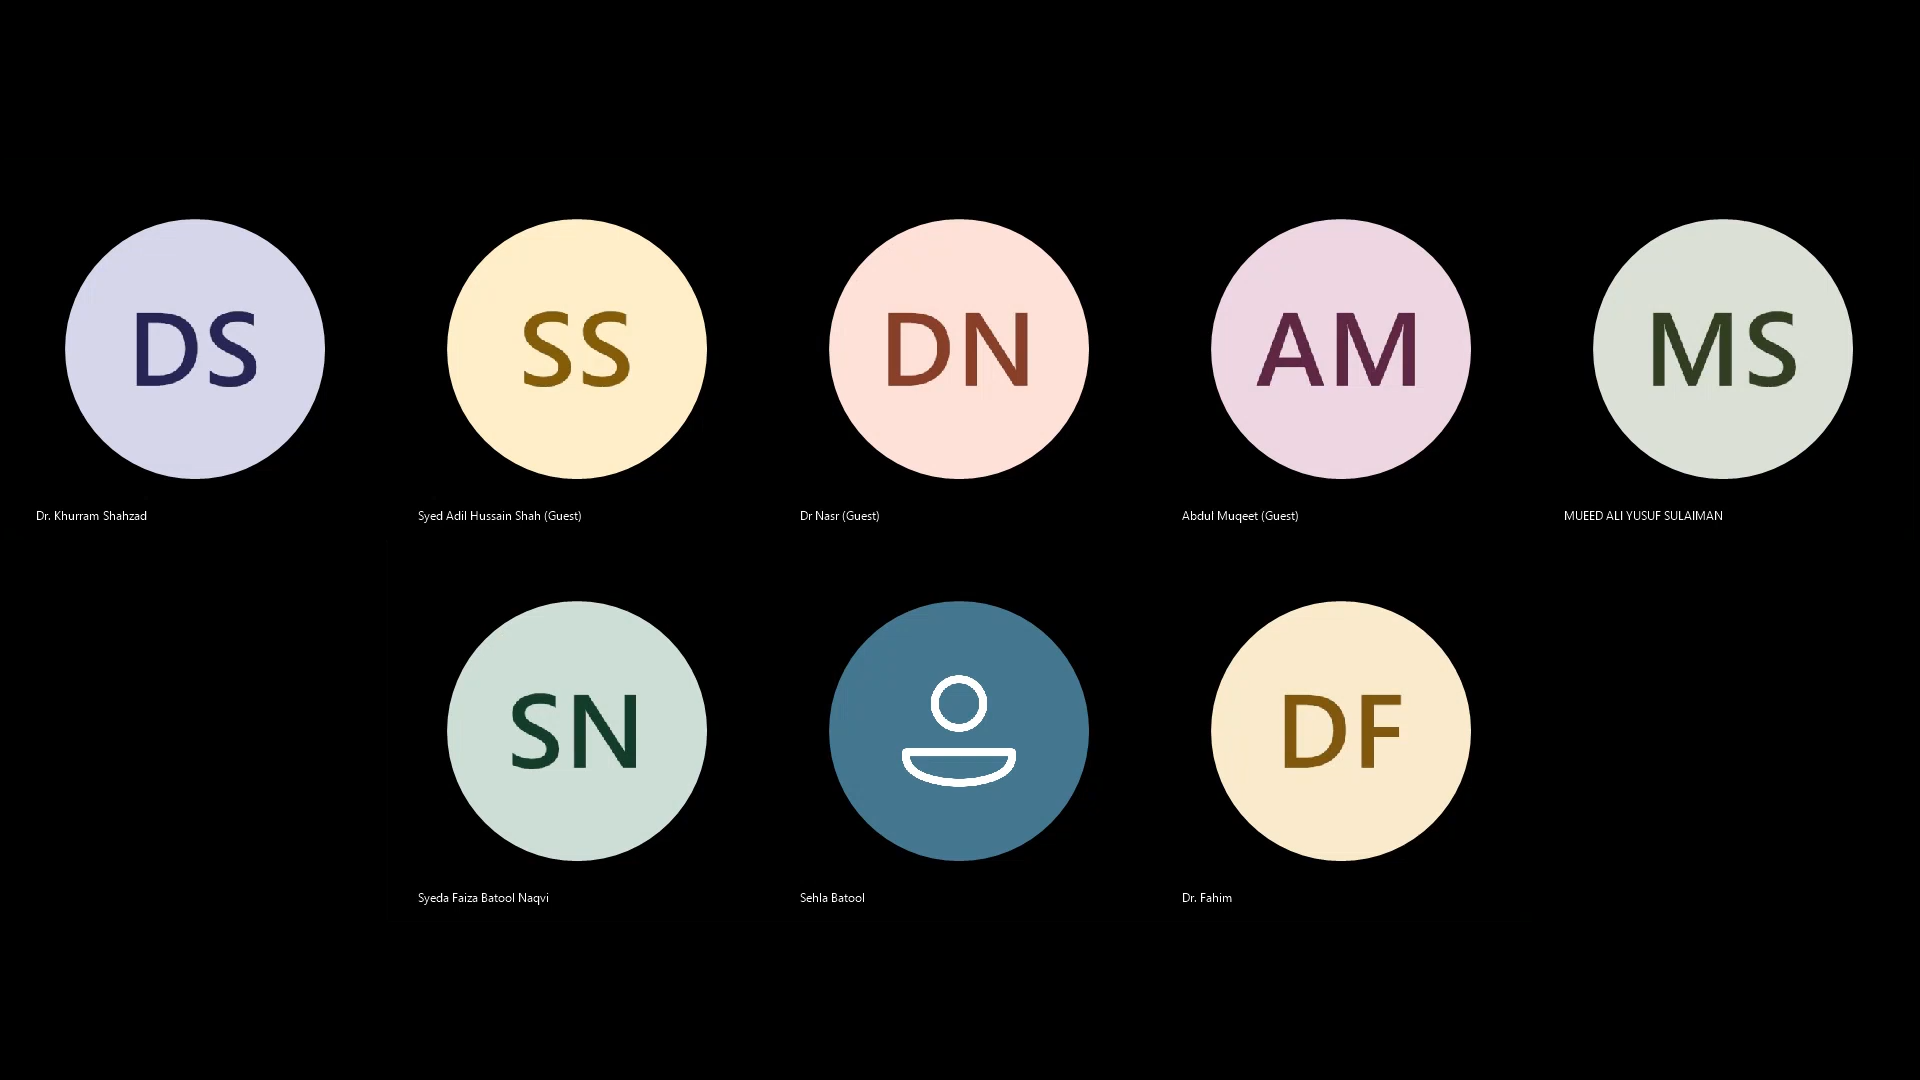 DS
SS
DN
AM
MS
Dr. Khurram Shahzad
Syed Adil Hussain Shah (Guest)
Dr Nasr (Guest)
Abdul Muqeet (Guest)
MUEED ALI YUSUF SULAIMAN
SN
DF
Syeda Faiza Batool Naqvi
Sehla Batool
Dr. Fahim